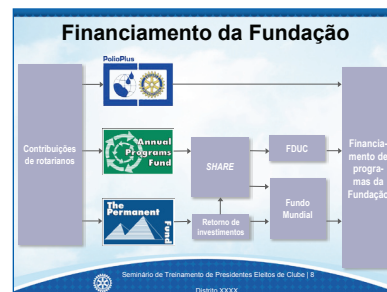 Financiamento da Fundação
PolioPlus
Contribuições
de rotarianos
Annual
Programs
Fund
The
Permanent
Fund
SHARE
Retorno de
investimentos
FDUC
Fundo
Mundial
Financia-
mento de
progra-
mas da
Fundação
Seminário de Treinamento de Presidentes Eleitos de Clube | 8
Distrito XXXX